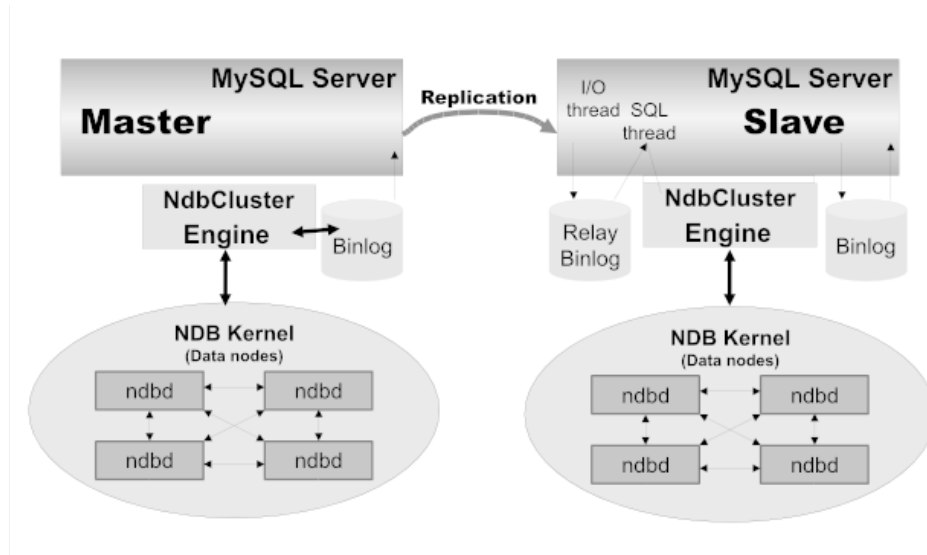 MySQL Server
Master
Replication
MySQL Server
I/O
thread
SQL
thread
Slave
NdbCluster
Engine
Binlog
Relay
Binlog
NdbCluster
Engine
Binlog
NDB Kernel
(Data nodes)
ndbd
ndbd
ndbd
ndbd
NDB Kernel
(Data nodes)
ndbd
ndbd
ndbd
ndbd